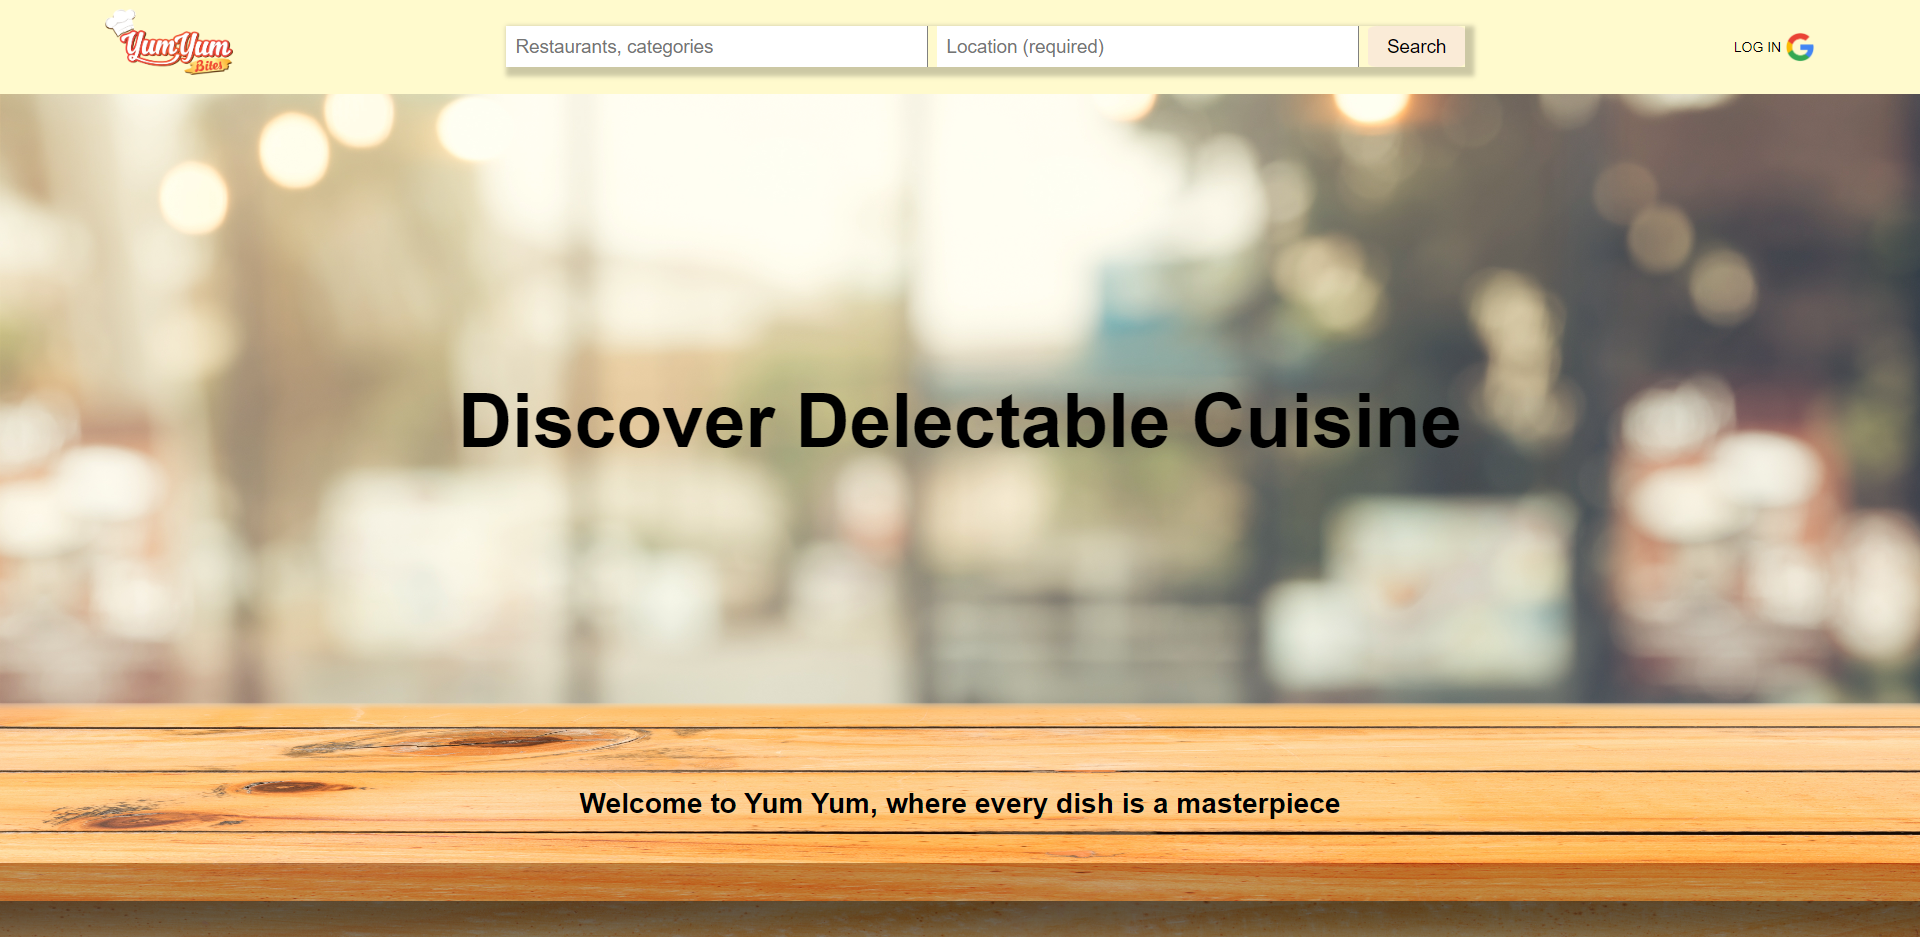 YumYum
Bites
Restaurants, categories
Location (required)
Search
LOG IN
Discover Delectable Cuisine
Welcome to Yum Yum, where every dish is a masterpiece